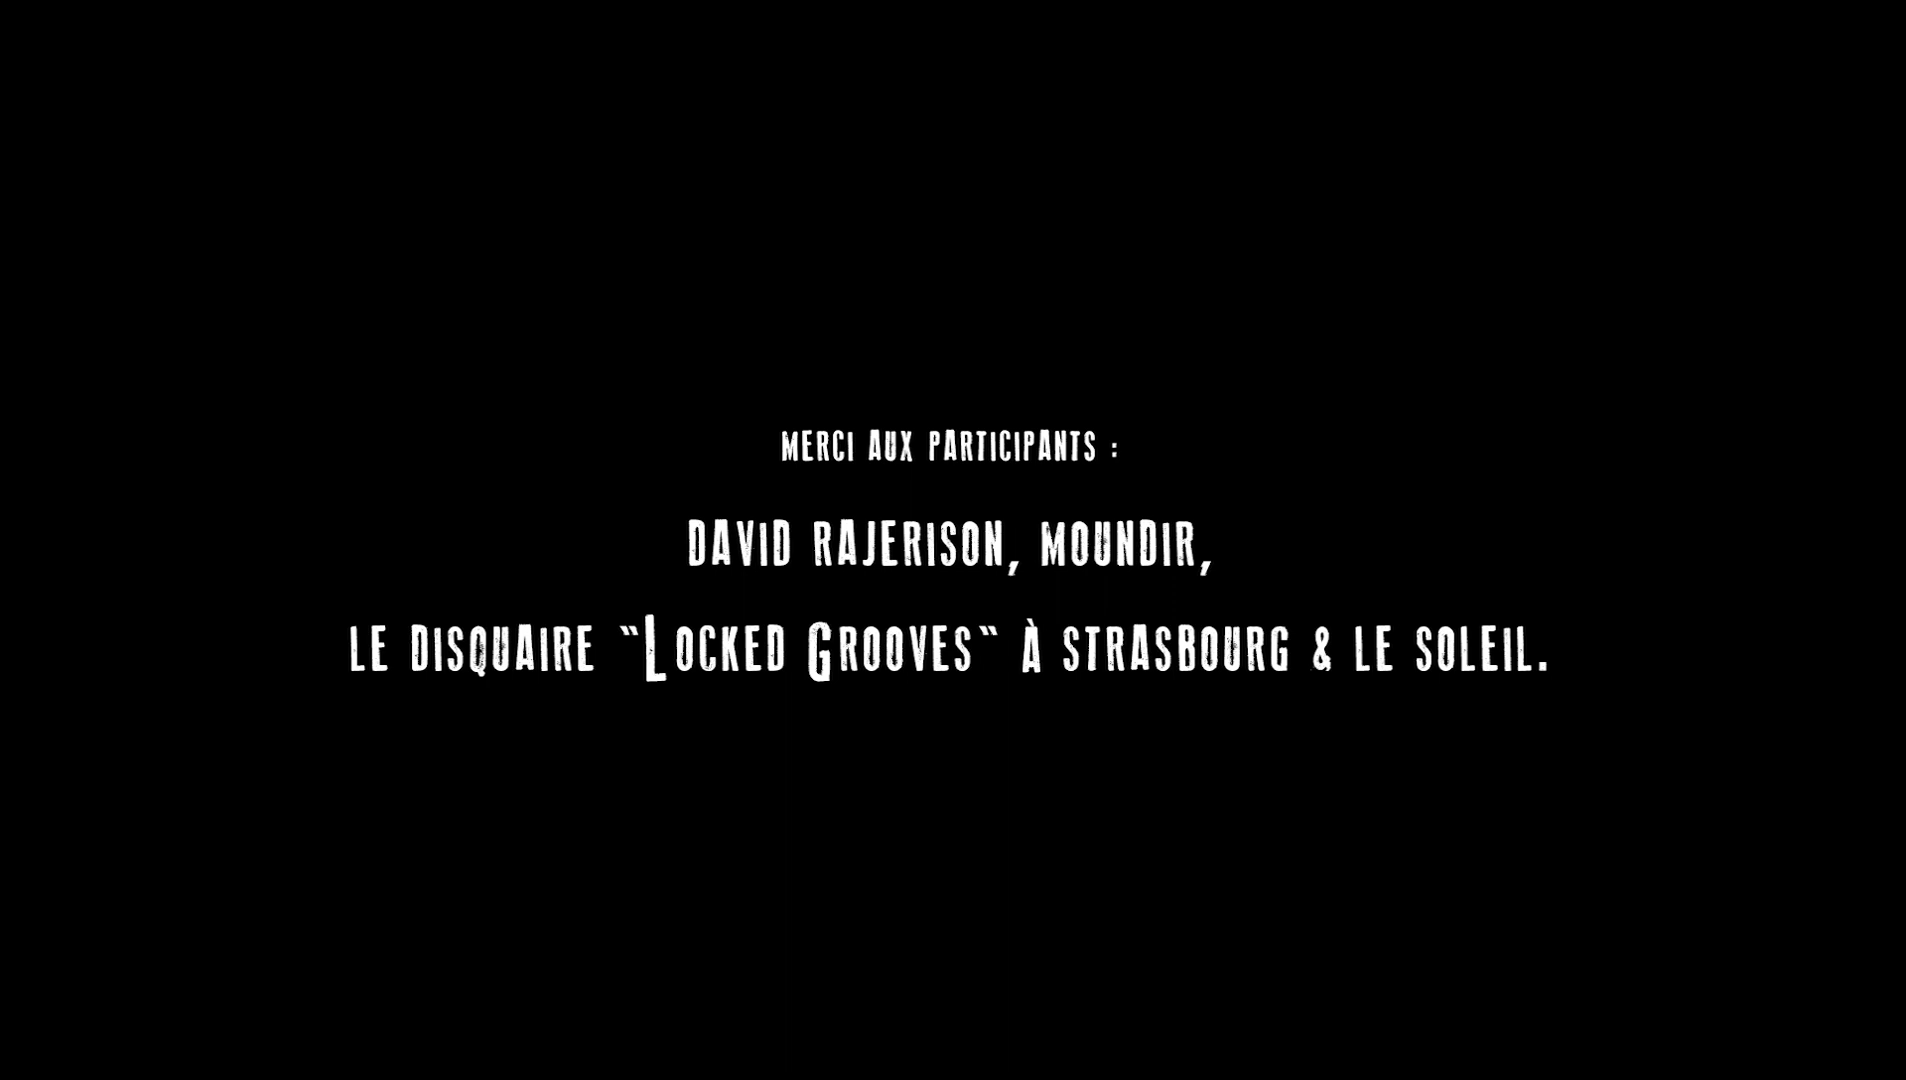 MERCI AUX PARTICIPANTS :
DAVID RAJERISON, MOUNDIR,
LE DISQUAIRE "LOCKED GROOVES" À STRASBOURG & LE SOLEIL.